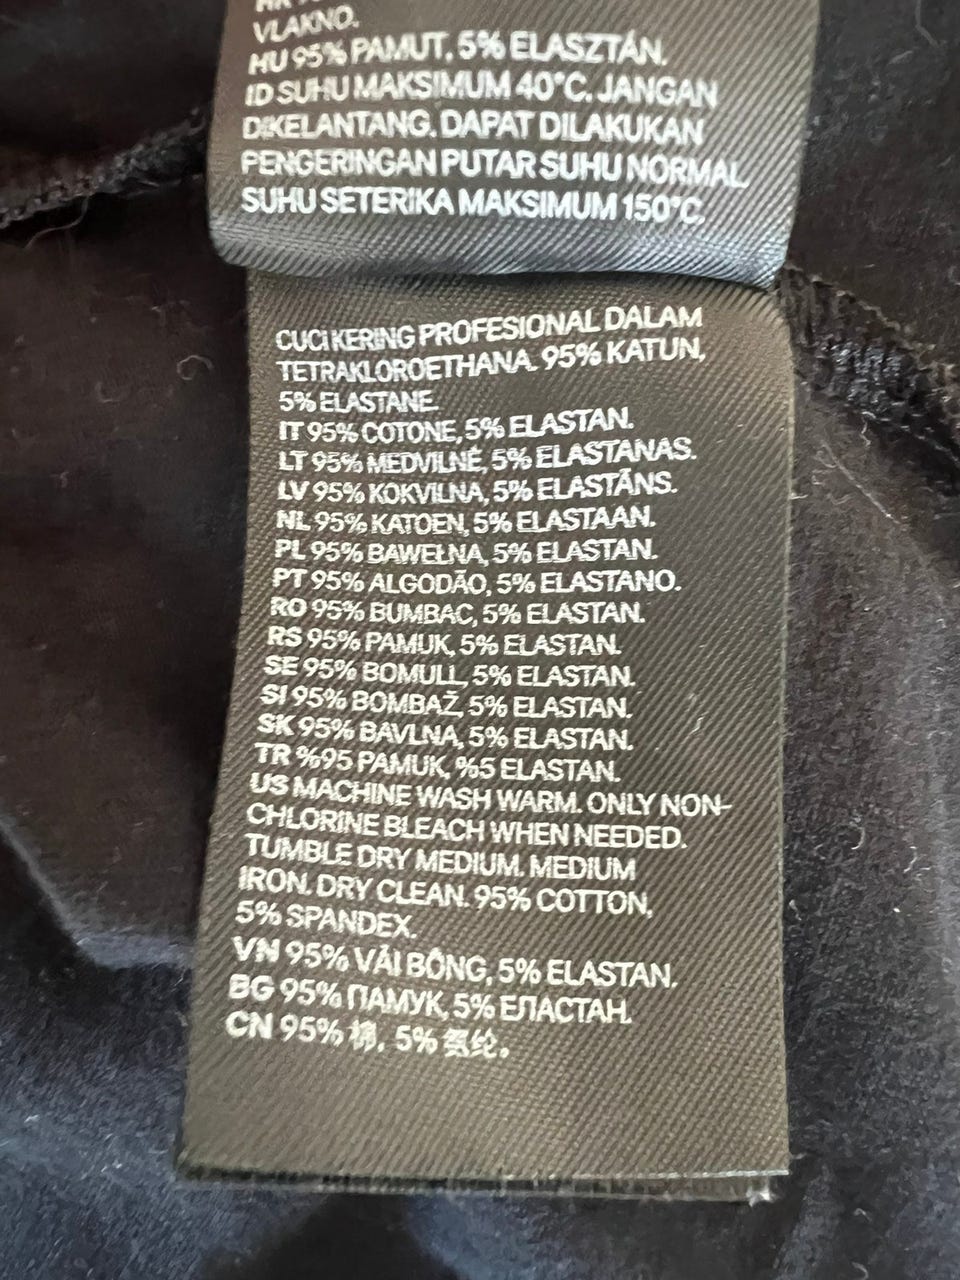 VLAKNO.
HU 95% PAMUT, 5% ELASZTÁN.
ID SUHU MAKSIMUM 40°C. JANGAN
DIKELANTANG. DAPAT DILAKUKAN
PENGERINGAN PUTAR SUHU NORMAL
SUHU SETERIKA MAKSIMUM 150°C.
CUCI KERING PROFESIONAL DALAM
TETRAKLOROETHANA. 95% KATUN,
5% ELASTANE.
IT 95% COTONE, 5% ELASTAN.
LT 95% MEDVILNĖ, 5% ELASTANAS.
LV 95% KOKVILNA, 5% ELASTĀNS.
NL 95% KATOEN, 5% ELASTAAN.
PL 95% BAWEŁNA, 5% ELASTAN.
PT 95% ALGODÃO, 5% ELASTANO.
RO 95% BUMBAC, 5% ELASTAN.
RS 95% PAMUK, 5% ELASTAN.
SE 95% BOMULL, 5% ELASTAN.
SI 95% BOMBAŽ, 5% ELASTAN.
SK 95% BAVLNA, 5% ELASTAN.
TR %95 PAMUK, %5 ELASTAN.
US MACHINE WASH WARM. ONLY NON-
CHLORINE BLEACH WHEN NEEDED.
TUMBLE DRY MEDIUM. MEDIUM
IRON. DRY CLEAN. 95% COTTON,
5% SPANDEX.
VN 95% VẢI BÔNG, 5% ELASTAN.
BG 95% ПАМУК, 5% ЕЛАСТАН.
CN 95% 棉, 5% 氨纶。